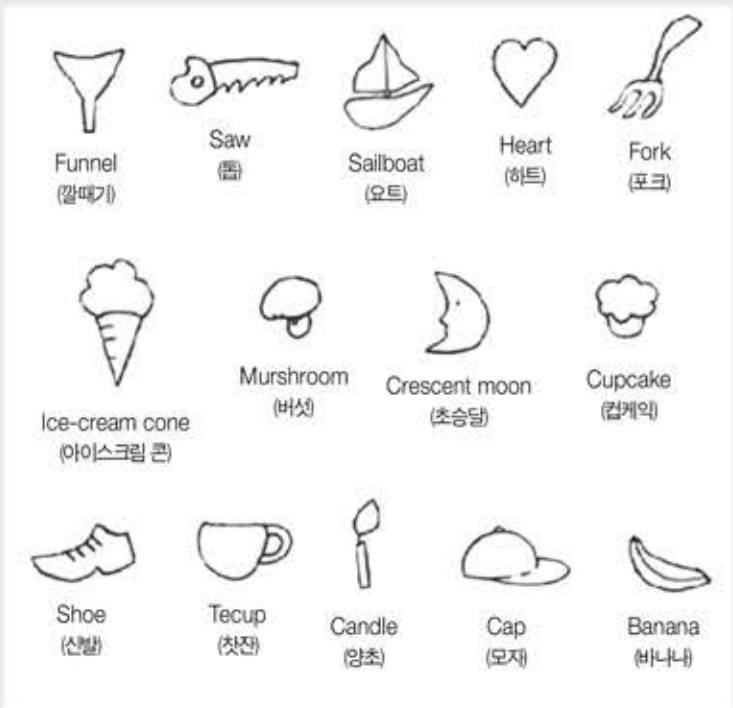 Funnel
(깔때기)
Saw
(톱)
Sailboat
(요트)
Heart
(하트)
Fork
(포크)
Ice-cream cone
(아이스크림 콘)
Murshroom
(버섯)
Crescent moon
(초승달)
Cupcake
(컵케익)
Shoe
(신발)
Tecup
(찻잔)
Candle
(양초)
Cap
(모자)
Banana
(바나나)